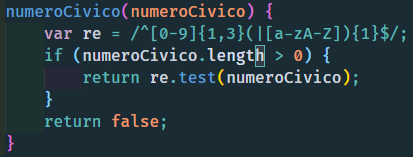 numeroCivico(numeroCivico) {
var re = /^[0-9]{1,3}(|[a-zA-Z]){1}$/;
if (numeroCivico.length > 0) {
return re.test(numeroCivico);
}
return false;
}